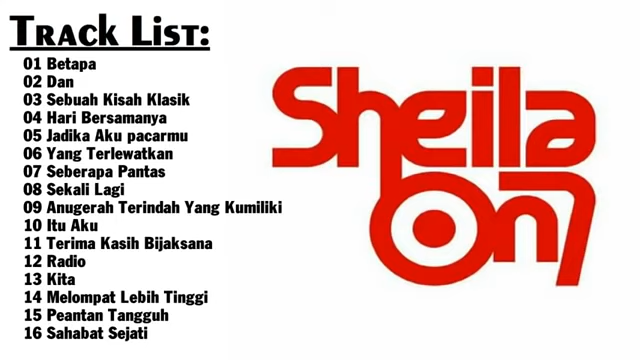 Track List:
01 Betapa
02 Dan
03 Sebuah Kisah Klasik
04 Hari Bersamanya
05 Jadika Aku pacarmu
06 Yang Terlewatkan
07 Seberapa Pantas
08 Sekali Lagi
09 Anugerah Terindah Yang Kumiliki
10 Itu Aku
11 Terima Kasih Bijaksana
12 Radio
13 Kita
14 Melompat Lebih Tinggi
15 Peantan Tangguh
16 Sahabat Sejati
Sheila
On7